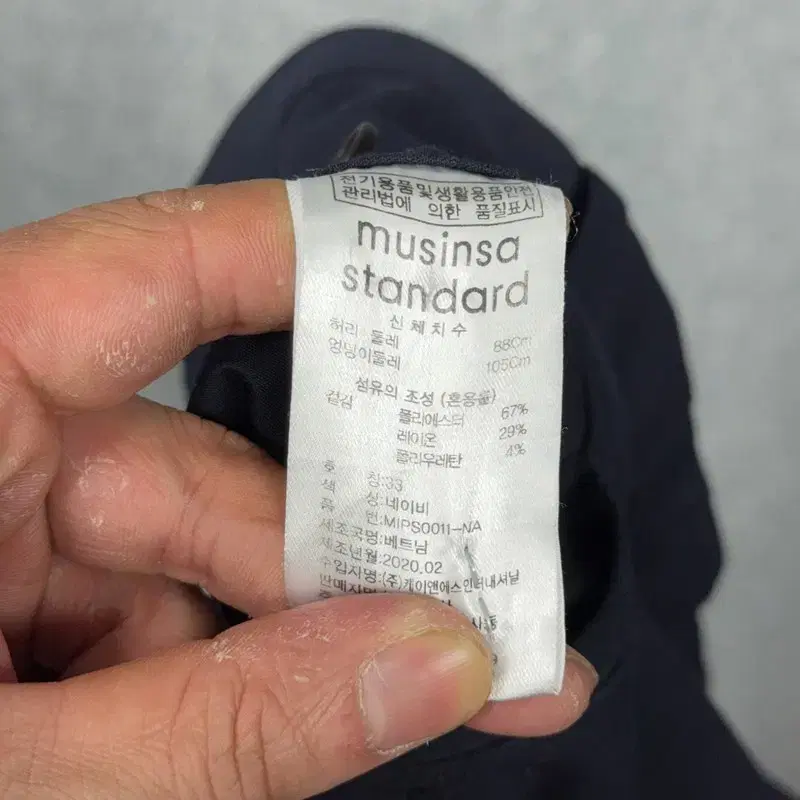 전기용품및생활용품안전
관리법에 의한 품질표시
musinsa
standard
신체치수
허리 둘레 88Cm
엉덩이둘레 105Cm
섬유의 조성 (혼용율)
겉감 폴리에스터 67%
레이온 29%
폴리우레탄 4%
호 칭:33
색 상:네이비
품 번:MIPS0011-NA
제조국명:베트남
제조년월:2020.02
수입자명:(주)케이앤에스인터내셔날
판매자명